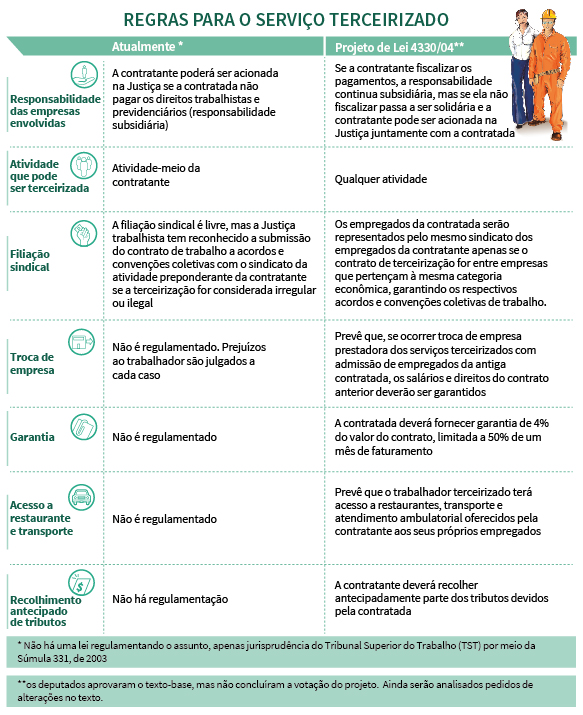 REGRAS PARA O SERVIÇO TERCEIRIZADO
Atualmente *
Projeto de Lei 4330/04**
Responsabilidade
das empresas
envolvidas
A contratante poderá ser acionada
na Justiça se a contratada não
pagar os direitos trabalhistas e
previdenciários (responsabilidade
subsidiária)
Se a contratante fiscalizar os
pagamentos, a responsabilidade
continua subsidiária, mas se ela não
fiscalizar passa a ser solidária e a
contratante pode ser acionada na
Justiça juntamente com a contratada
Atividade
que pode
ser terceirizada
Atividade-meio da
contratante
Qualquer atividade
Filiação
sindical
A filiação sindical é livre, mas a Justiça
trabalhista tem reconhecido a submissão
do contrato de trabalho a acordos e
convenções coletivas com o sindicato da
atividade preponderante da contratante
se a terceirização for considerada irregular
ou ilegal
Os empregados da contratada serão
representados pelo mesmo sindicato dos
empregados da contratante apenas se o
contrato de terceirização for entre empresas
que pertençam à mesma categoria
econômica, garantindo os respectivos
acordos e convenções coletivas de trabalho.
Troca de
empresa
Não é regulamentado. Prejuízos
ao trabalhador são julgados a
cada caso
Prevê que, se ocorrer troca de empresa
prestadora dos serviços terceirizados com
admissão de empregados da antiga
contratada, os salários e direitos do contrato
anterior deverão ser garantidos
Garantia
Não é regulamentado
A contratada deverá fornecer garantia de 4%
do valor do contrato, limitada a 50% de um
mês de faturamento
Acesso a
restaurante
e transporte
Não é regulamentado
Prevê que o trabalhador terceirizado terá
acesso a restaurantes, transporte e
atendimento ambulatorial oferecidos pela
contratante aos seus próprios empregados
Recolhimento
antecipado
de tributos
$
Não há regulamentação
A contratante deverá recolher
antecipadamente parte dos tributos devidos
pela contratada
* Não há uma lei regulamentando o assunto, apenas jurisprudência do Tribunal Superior do Trabalho (TST) por meio da
Súmula 331, de 2003
**os deputados aprovaram o texto-base, mas não concluíram a votação do projeto. Ainda serão analisados pedidos de
alterações no texto.